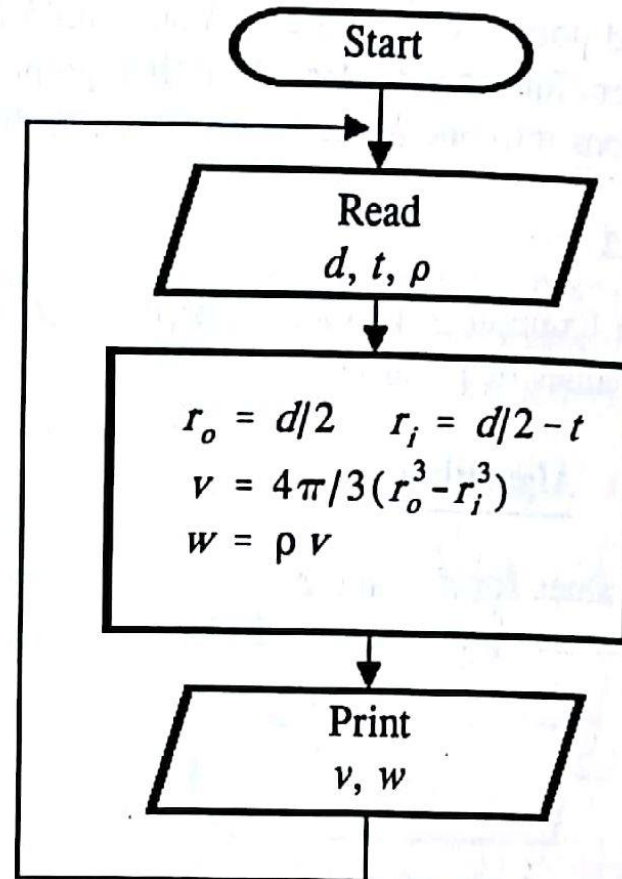 Start
Read
d, t, ρ
r_o = d/2 r_i = d/2 - t
v = 4π/3(r_o^3 - r_i^3)
w = ρ v
Print
v, w